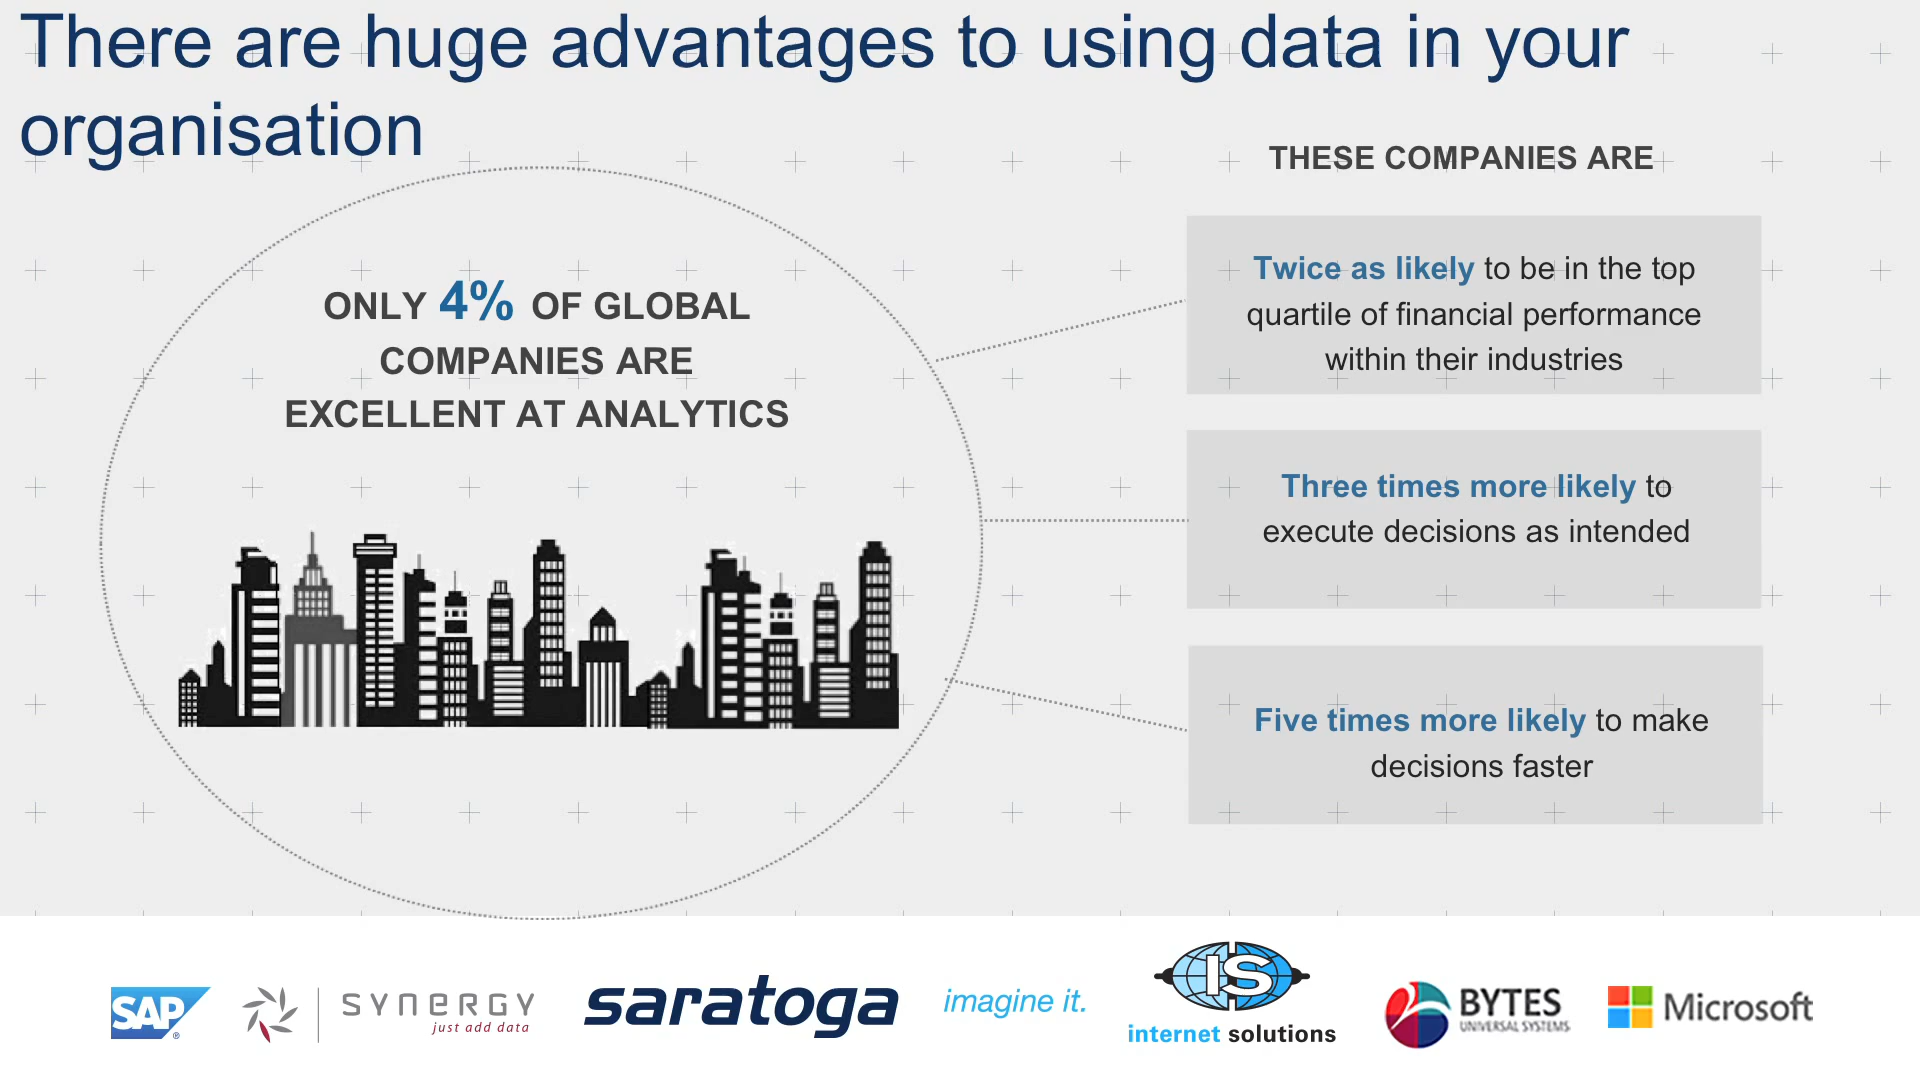 There are huge advantages to using data in your
organisation
ONLY 4% OF GLOBAL
COMPANIES ARE
EXCELLENT AT ANALYTICS
THESE COMPANIES ARE
Twice as likely to be in the top
quartile of financial performance
within their industries
Three times more likely to
execute decisions as intended
Five times more likely to make
decisions faster
SAP
®
SYNERGY
just add data
saratoga
imagine it.
IS
internet solutions
BYTES
UNIVERSAL SYSTEMS
Microsoft